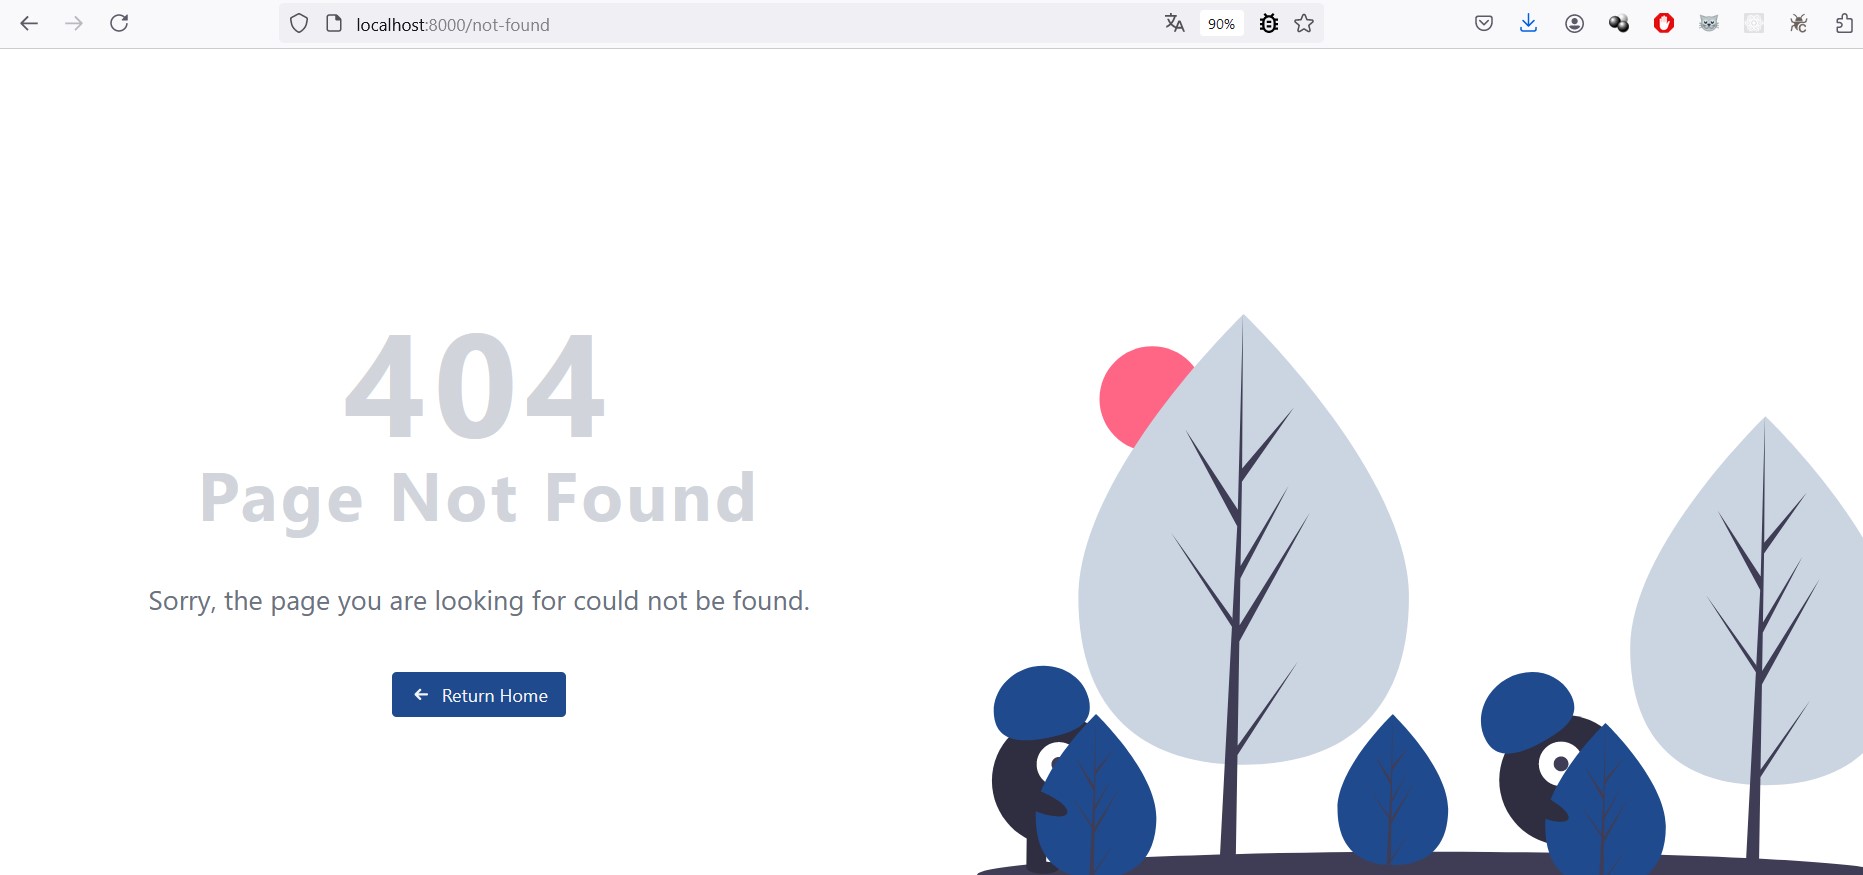 localhost:8000/not-found
90%
404
Page Not Found
Sorry, the page you are looking for could not be found.
Return Home